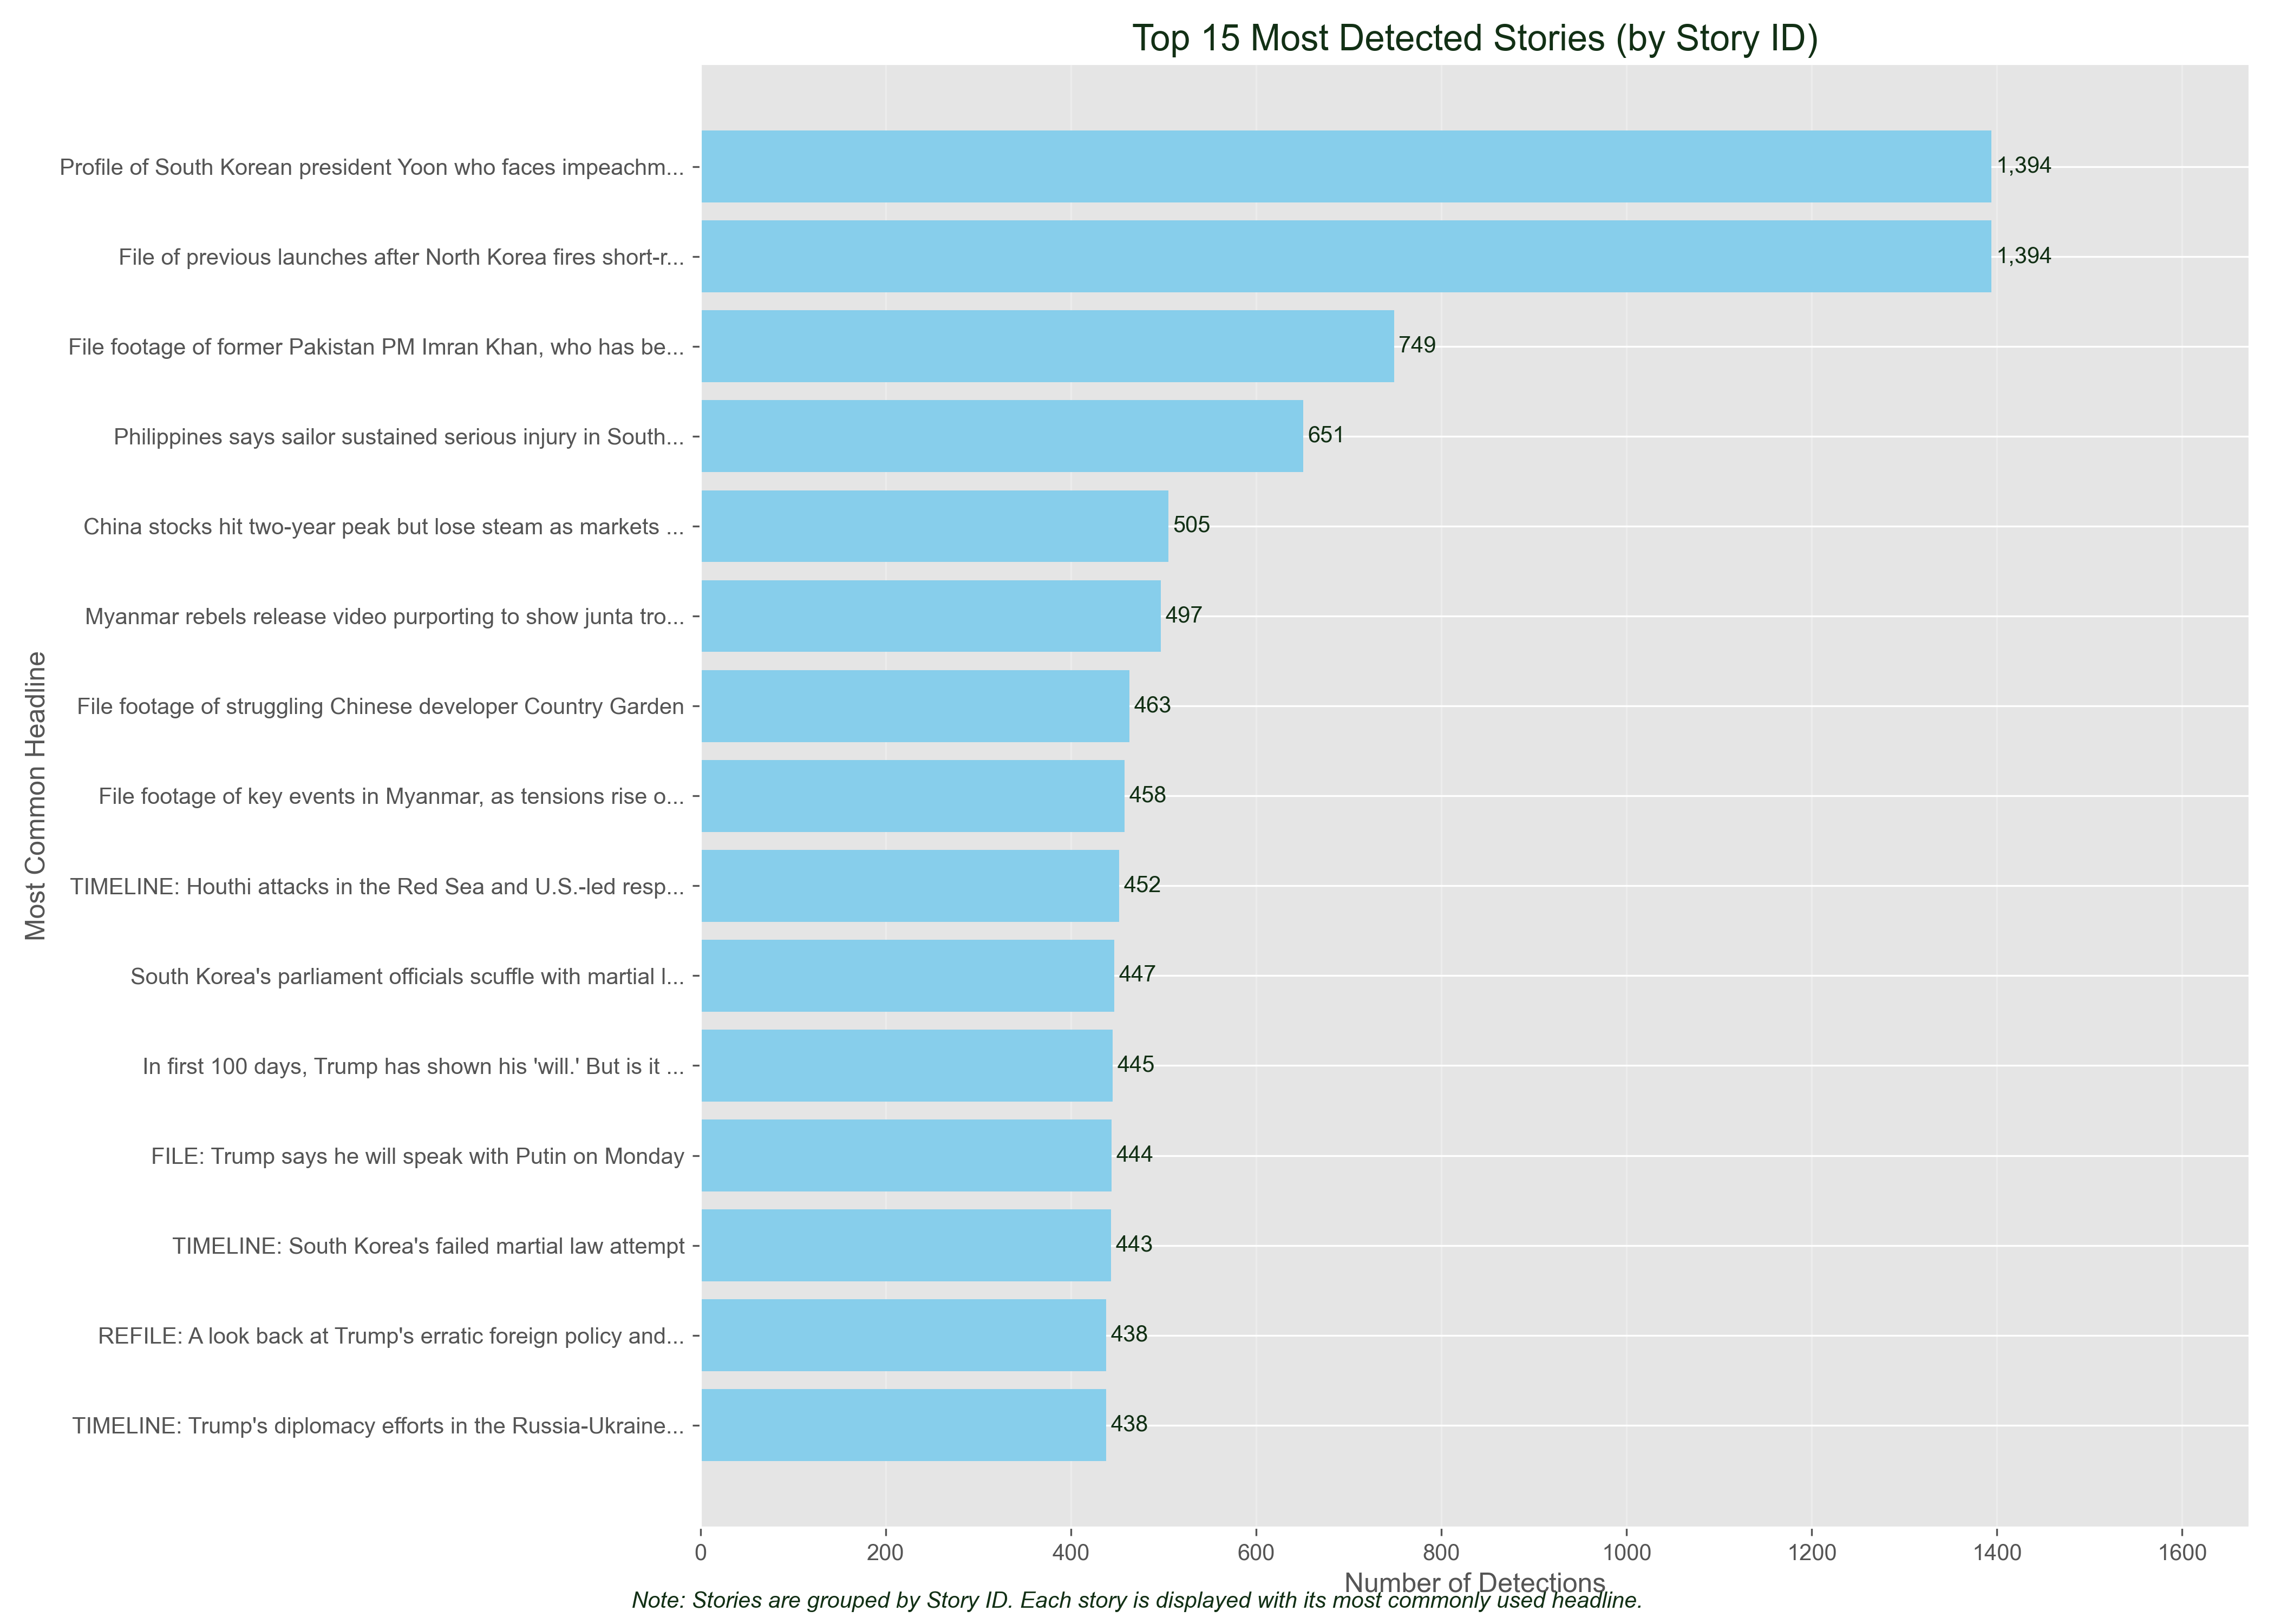 Top 15 Most Detected Stories (by Story ID)
Most Common Headline
Profile of South Korean president Yoon who faces impeachm... 1,394
File of previous launches after North Korea fires short-r... 1,394
File footage of former Pakistan PM Imran Khan, who has be... 749
Philippines says sailor sustained serious injury in South... 651
China stocks hit two-year peak but lose steam as markets ... 505
Myanmar rebels release video purporting to show junta tro... 497
File footage of struggling Chinese developer Country Garden 463
File footage of key events in Myanmar, as tensions rise o... 458
TIMELINE: Houthi attacks in the Red Sea and U.S.-led resp... 452
South Korea's parliament officials scuffle with martial l... 447
In first 100 days, Trump has shown his 'will.' But is it ... 445
FILE: Trump says he will speak with Putin on Monday 444
TIMELINE: South Korea's failed martial law attempt 443
REFILE: A look back at Trump's erratic foreign policy and... 438
TIMELINE: Trump's diplomacy efforts in the Russia-Ukraine... 438
0 200 400 600 800 1000 1200 1400 1600
Number of Detections
Note: Stories are grouped by Story ID. Each story is displayed with its most commonly used headline.